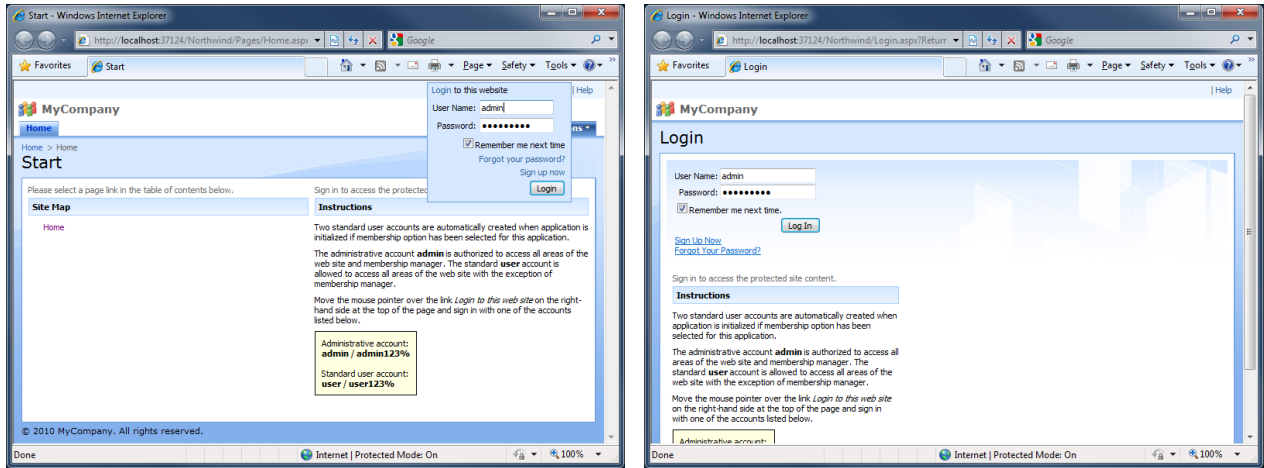 Start - Windows Internet Explorer
http://localhost:37124/Northwind/Pages/Home.asp
Google
Favorites
Start
Page
Safety
Tools
Login to this website
| Help
User Name: admin
Password: •••••••••
Remember me next time
Forgot your password?
Sign up now
Login
MyCompany
Home
ns
Home > Home
Start
Please select a page link in the table of contents below.
Site Map
Home
Sign in to access the protected
Instructions
Two standard user accounts are automatically created when application is
initialized if membership option has been selected for this application.
The administrative account admin is authorized to access all areas of the
web site and membership manager. The standard user account is
allowed to access all areas of the web site with the exception of
membership manager.
Move the mouse pointer over the link Login to this web site on the right-
hand side at the top of the page and sign in with one of the accounts
listed below.
Administrative account:
admin / admin123%
Standard user account:
user / user123%
© 2010 MyCompany. All rights reserved.
Done
Internet | Protected Mode: On
100%
Login - Windows Internet Explorer
http://localhost:37124/Northwind/Login.aspx?Returr
Google
Favorites
Login
Page
Safety
Tools
| Help
MyCompany
Login
User Name: admin
Password: •••••••••
Remember me next time.
Log In
Sign Up Now
Forgot Your Password?
Sign in to access the protected site content.
Instructions
Two standard user accounts are automatically created when
application is initialized if membership option has been
selected for this application.
The administrative account admin is authorized to access all
areas of the web site and membership manager. The
standard user account is allowed to access all areas of the
web site with the exception of membership manager.
Move the mouse pointer over the link Login to this web site
on the right-hand side at the top of the page and sign in
with one of the accounts listed below.
Administrative account:
Done
Internet | Protected Mode: On
100%